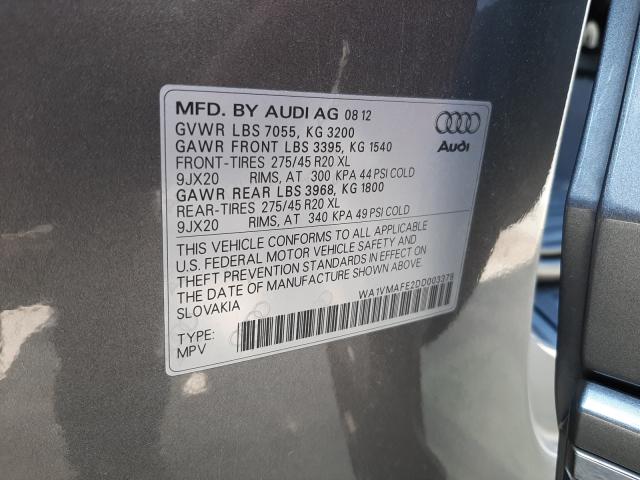 MFD. BY AUDI AG 08 12
GVWR LBS 7055, KG 3200
GAWR FRONT LBS 3395, KG 1540
FRONT-TIRES 275/45 R20 XL
9JX20 RIMS, AT 300 KPA 44 PSI COLD
GAWR REAR LBS 3968, KG 1800
REAR-TIRES 275/45 R20 XL
9JX20 RIMS, AT 340 KPA 49 PSI COLD
Audi
THIS VEHICLE CONFORMS TO ALL APPLICABLE
U.S. FEDERAL MOTOR VEHICLE SAFETY AND
THEFT PREVENTION STANDARDS IN EFFECT ON
THE DATE OF MANUFACTURE SHOWN ABOVE.
SLOVAKIA
WA1VMAFE2DD003379
TYPE:
MPV